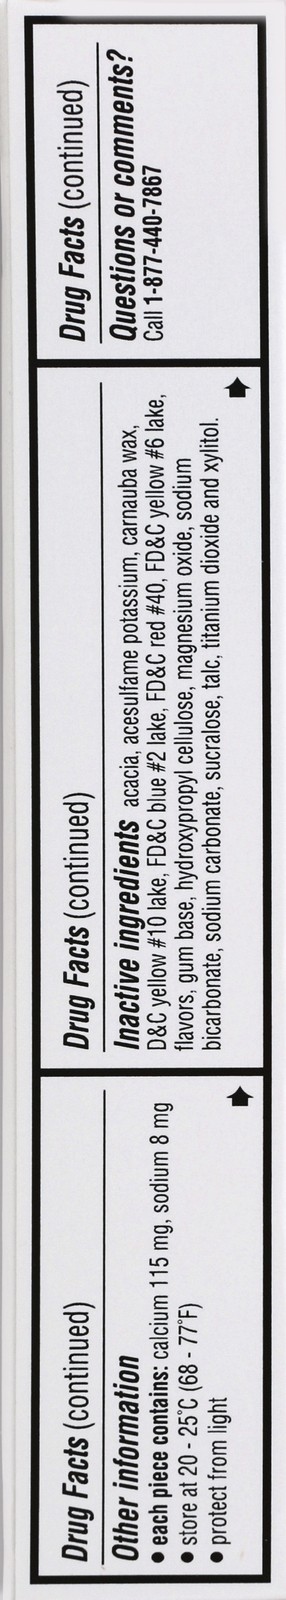 Drug Facts (continued)
Other information
● each piece contains: calcium 115 mg, sodium 8 mg
● store at 20 - 25°C (68 - 77°F)
● protect from light
Drug Facts (continued)
Inactive ingredients acacia, acesulfame potassium, carnauba wax,
D&C yellow #10 lake, FD&C blue #2 lake, FD&C red #40, FD&C yellow #6 lake,
flavors, gum base, hydroxypropyl cellulose, magnesium oxide, sodium
bicarbonate, sodium carbonate, sucralose, talc, titanium dioxide and xylitol.
Drug Facts (continued)
Questions or comments?
Call 1-877-440-7867